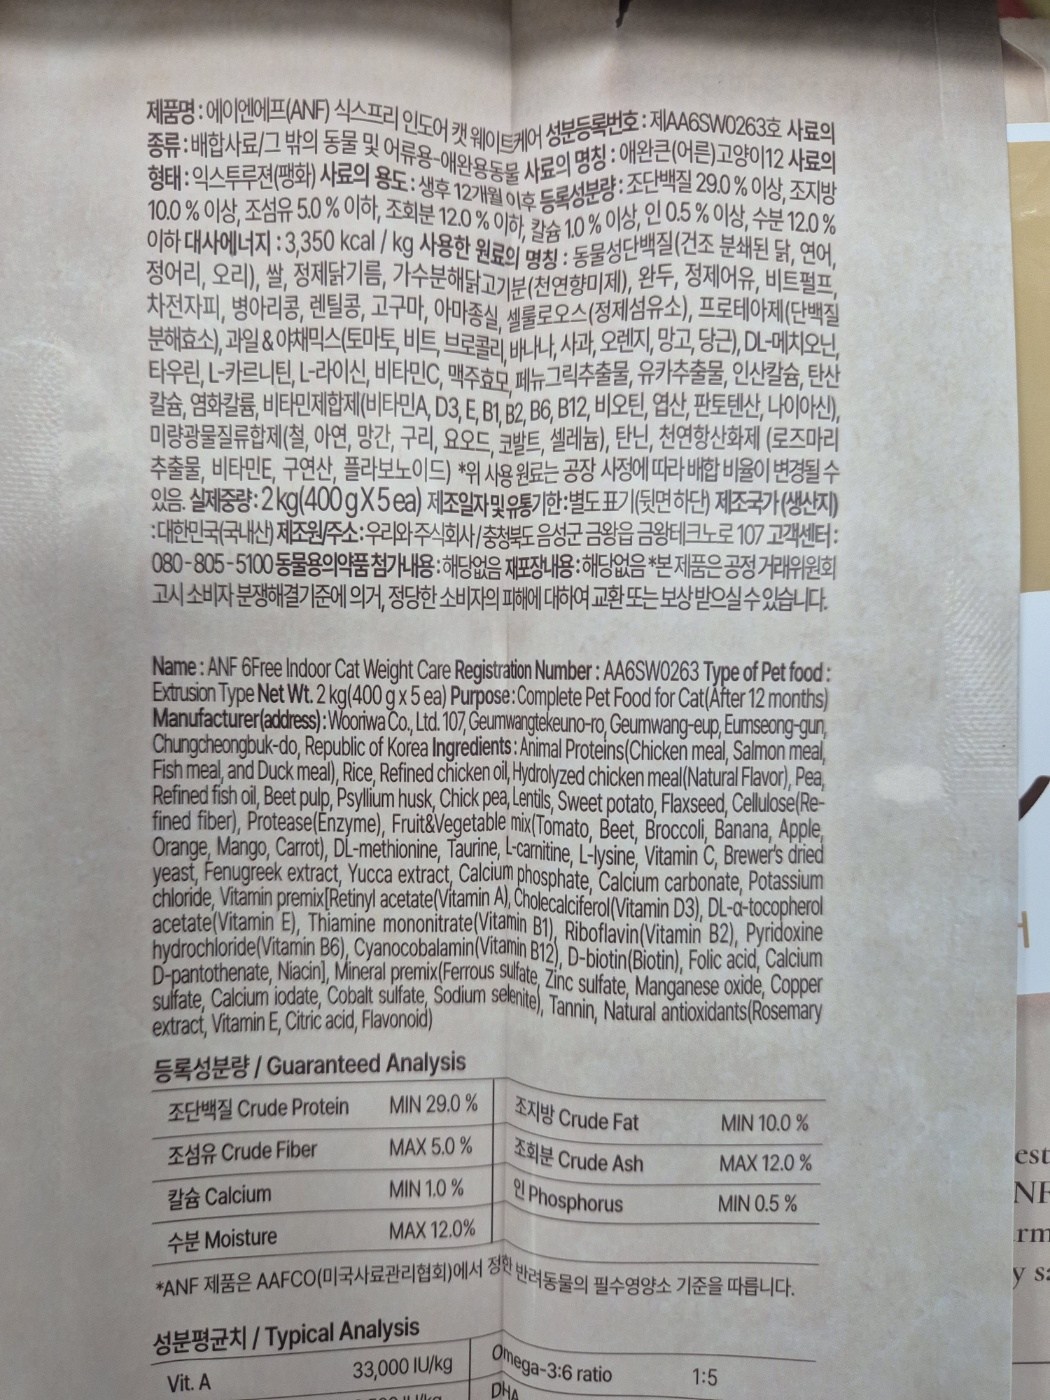 제품명 : 에이엔에프(ANF) 식스프리 인도어 캣 웨이트케어 성분등록번호 : 제AA6SW0263호 사료의
종류 : 배합사료/그 밖의 동물 및 어류용-애완용동물 사료의 명칭 : 애완큰(어른)고양이12 사료의
형태 : 익스투루젼(팽화) 사료의 용도 : 생후 12개월 이후 등록성분량 : 조단백질 29.0 % 이상, 조지방
10.0 % 이상, 조섬유 5.0 % 이하, 조회분 12.0 % 이하, 칼슘 1.0 % 이상, 인 0.5 % 이상, 수분 12.0 %
이하 대사에너지 : 3,350 kcal / kg 사용한 원료의 명칭 : 동물성단백질(건조 분쇄된 닭, 연어,
정어리, 오리), 쌀, 정제닭기름, 가수분해닭고기분(천연향미제), 완두, 정제어유, 비트펄프,
차전자피, 병아리콩, 렌틸콩, 고구마, 아마종실, 셀룰로오스(정제섬유소), 프로테아제(단백질
분해효소), 과일&야채믹스(토마토, 비트, 브로콜리, 바나나, 사과, 오렌지, 망고, 당근), DL-메치오닌,
타우린, L-카르니틴, L-라이신, 비타민C, 맥주효모, 페뉴그릭추출물, 유카추출물, 인산칼슘, 탄산
칼슘, 염화칼륨, 비타민제합제(비타민A, D3, E, B1, B2, B6, B12, 비오틴, 엽산, 판토텐산, 나이아신),
미량광물질류합제(철, 아연, 망간, 구리, 요오드, 코발트, 셀레늄), 탄닌, 천연항산화제 (로즈마리
추출물, 비타민E, 구연산, 플라보노이드) *위 사용 원료는 공장 사정에 따라 배합 비율이 변경될 수
있음. 실제중량 : 2 kg(400 g X 5 ea) 제조일자 및 유통기한 : 별도 표기(뒷면 하단) 제조국가 (생산지)
: 대한민국(국내산) 제조원/주소 : 우리와 주식회사 / 충청북도 음성군 금왕읍 금왕테크노로 107 고객센터 :
080 - 805 - 5100 동물용의약품 첨가내용 : 해당없음 재포장내용 : 해당없음 *본 제품은 공정 거래위원회
고시 소비자 분쟁해결기준에 의거, 정당한 소비자의 피해에 대하여 교환 또는 보상 받으실 수 있습니다.
Name : ANF 6Free Indoor Cat Weight Care Registration Number : AA6SW0263 Type of Pet food :
Extrusion Type Net Wt. 2 kg(400 g x 5 ea) Purpose : Complete Pet Food for Cat(After 12 months)
Manufacturer(address) : Wooriwa Co., Ltd. 107, Geumwangtekeuno-ro, Geumwang-eup, Eumseong-gun,
Chungcheongbuk-do, Republic of Korea Ingredients : Animal Proteins(Chicken meal, Salmon meal,
Fish meal, and Duck meal), Rice, Refined chicken oil, Hydrolyzed chicken meal(Natural Flavor), Pea,
Refined fish oil, Beet pulp, Psyllium husk, Chick pea, Lentils, Sweet potato, Flaxseed, Cellulose(Re-
fined fiber), Protease(Enzyme), Fruit&Vegetable mix(Tomato, Beet, Broccoli, Banana, Apple,
Orange, Mango, Carrot), DL-methionine, Taurine, L-carnitine, L-lysine, Vitamin C, Brewer's dried
yeast, Fenugreek extract, Yucca extract, Calcium phosphate, Calcium carbonate, Potassium
chloride, Vitamin premix[Retinyl acetate(Vitamin A), Cholecalciferol(Vitamin D3), DL-α-tocopherol
acetate(Vitamin E), Thiamine mononitrate(Vitamin B1), Riboflavin(Vitamin B2), Pyridoxine
hydrochloride(Vitamin B6), Cyanocobalamin(Vitamin B12), D-biotin(Biotin), Folic acid, Calcium
D-pantothenate, Niacin], Mineral premix(Ferrous sulfate, Zinc sulfate, Manganese oxide, Copper
sulfate, Calcium iodate, Cobalt sulfate, Sodium selenite), Tannin, Natural antioxidants(Rosemary
extract, Vitamin E, Citric acid, Flavonoid)
등록성분량 / Guaranteed Analysis
조단백질 Crude Protein MIN 29.0 % 조지방 Crude Fat MIN 10.0 %
조섬유 Crude Fiber MAX 5.0 % 조회분 Crude Ash MAX 12.0 %
칼슘 Calcium MIN 1.0 % 인 Phosphorus MIN 0.5 %
수분 Moisture MAX 12.0%
*ANF 제품은 AAFCO(미국사료관리협회)에서 정한 반려동물의 필수영양소 기준을 따릅니다.
성분평균치 / Typical Analysis
Vit. A 33,000 IU/kg Omega-3:6 ratio 1:5
DHA